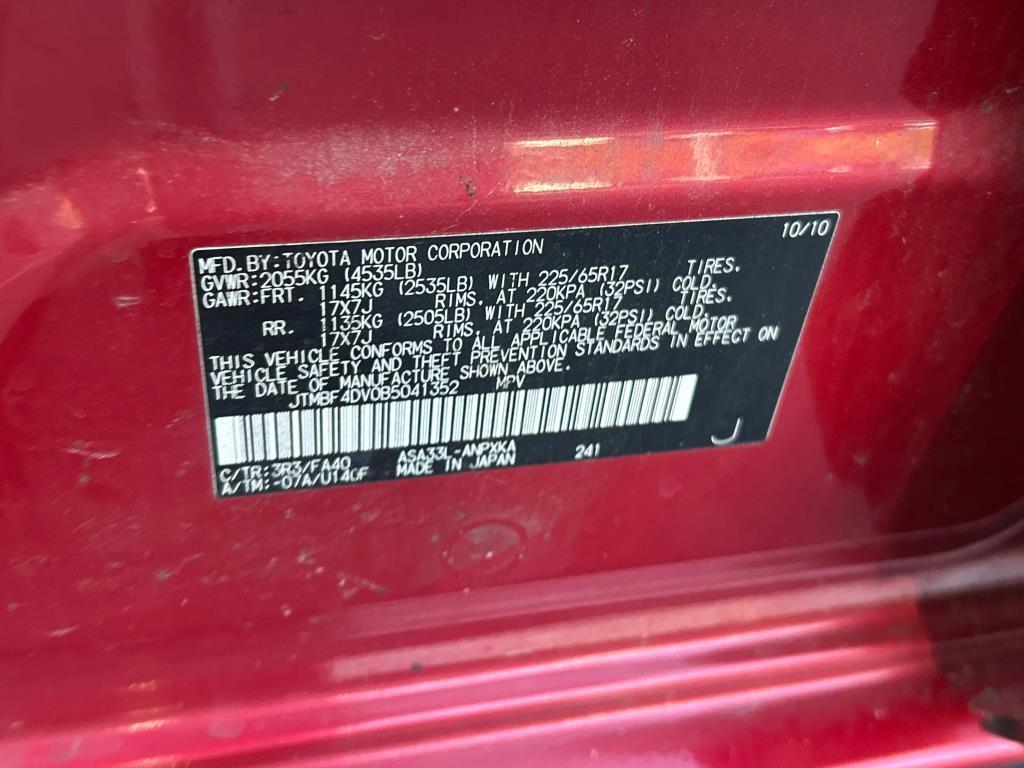 10/10
MFD. BY: TOYOTA MOTOR CORPORATION
GVWR: 2055KG (4535LB)
GAWR: FRT. 1145KG (2535LB) WITH 225/65R17 TIRES.
17X7J RIMS. AT 220KPA (32PSI) COLD.
RR. 1135KG (2505LB) WITH 225/65R17 TIRES.
17X7J RIMS. AT 220KPA (32PSI) COLD.
THIS VEHICLE CONFORMS TO ALL APPLICABLE FEDERAL MOTOR
VEHICLE SAFETY AND THEFT PREVENTION STANDARDS IN EFFECT ON
THE DATE OF MANUFACTURE SHOWN ABOVE.
JTMBF4DV0B5041352 MPV
C/TR: 3R3/FA40 ASA33L-ANPXKA 241 J
A/TM: -07A/U140F MADE IN JAPAN